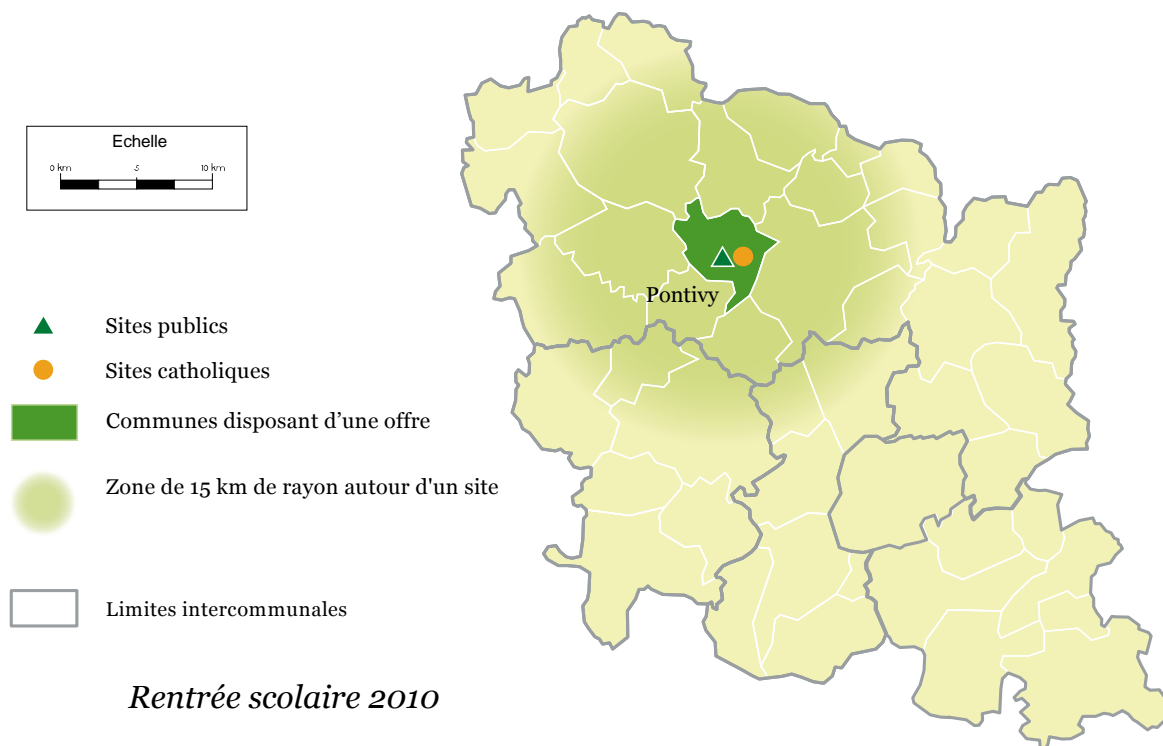 Echelle
0 km 5 10 km
Pontivy
Sites publics
Sites catholiques
Communes disposant d’une offre
Zone de 15 km de rayon autour d'un site
Limites intercommunales
Rentrée scolaire 2010